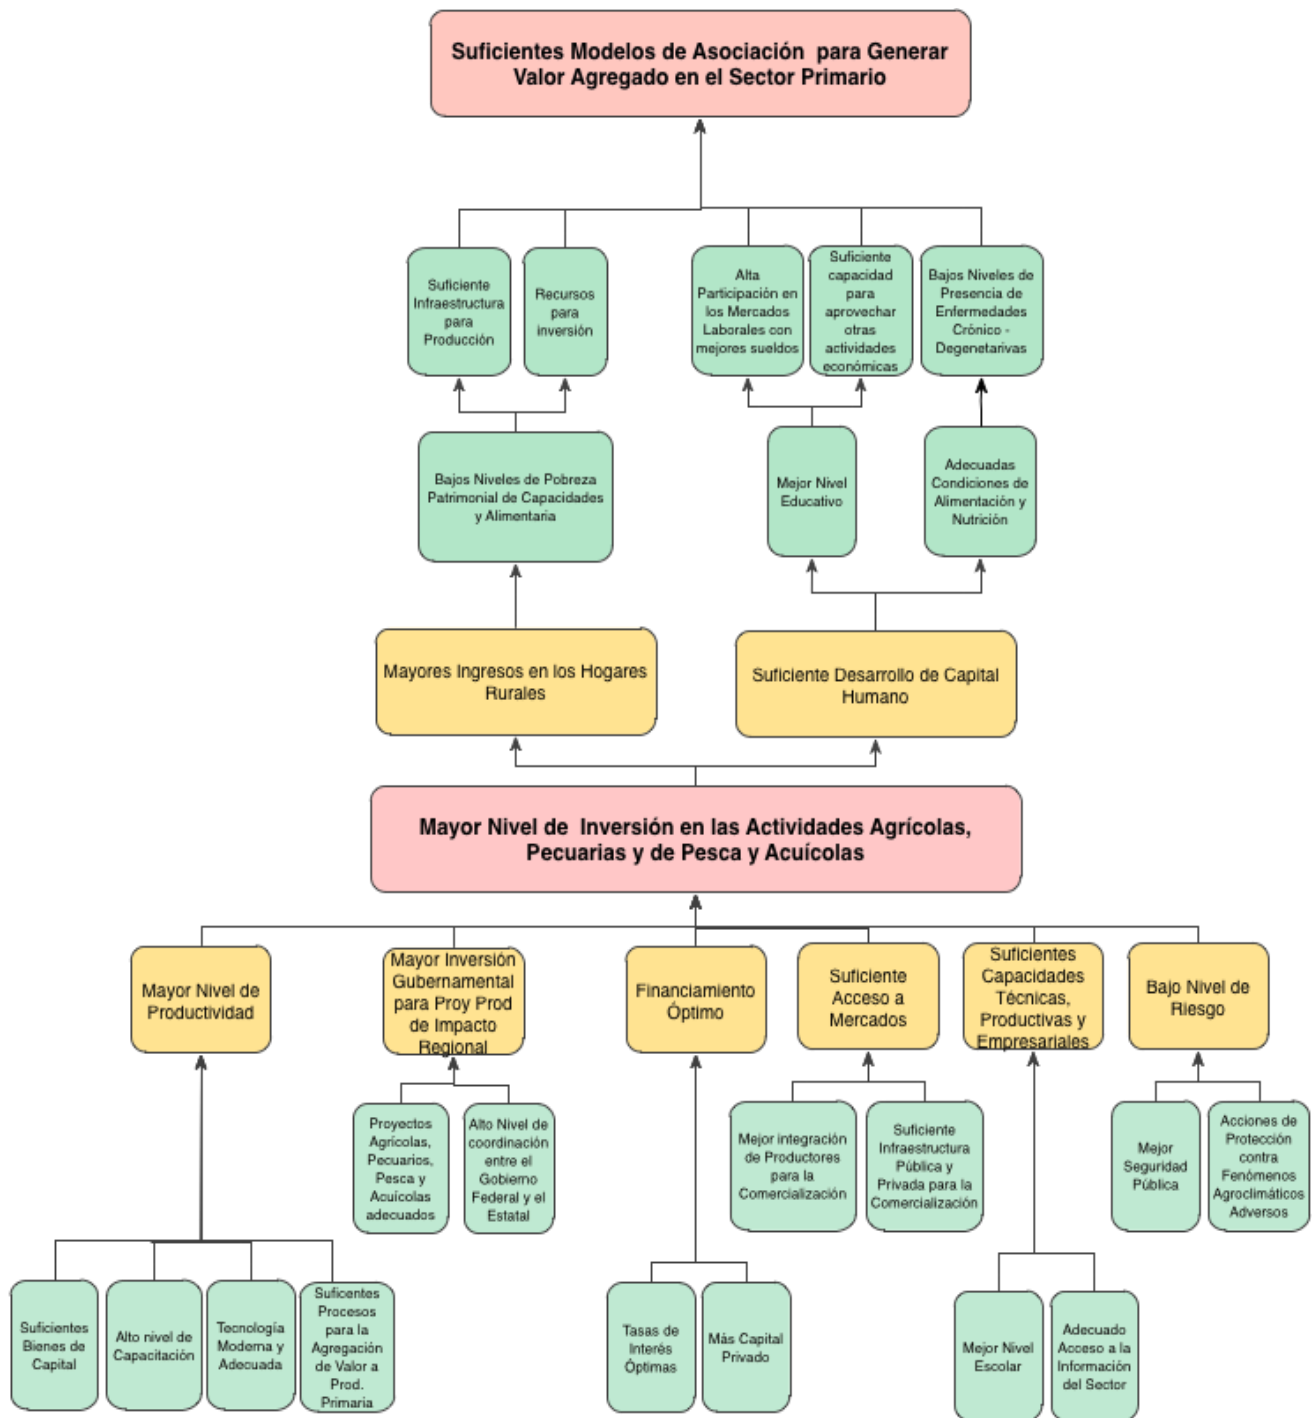 Suficientes Modelos de Asociación para Generar
Valor Agregado en el Sector Primario
Suficiente
Infraestructura
para
Producción
Recursos
para
inversión
Alta
Participación en
los Mercados
Laborales con
mejores sueldos
Suficiente
capacidad
para
aprovechar
otras
actividades
económicas
Bajos Niveles de
Presencia de
Enfermedades
Crónico -
Degenetarivas
Bajos Niveles de Pobreza
Patrimonial de Capacidades
y Alimentaria
Mejor Nivel
Educativo
Adecuadas
Condiciones de
Alimentación y
Nutrición
Mayores Ingresos en los Hogares
Rurales
Suficiente Desarrollo de Capital
Humano
Mayor Nivel de Inversión en las Actividades Agrícolas,
Pecuarias y de Pesca y Acuícolas
Mayor Nivel de
Productividad
Mayor Inversión
Gubernamental
para Proy Prod
de Impacto
Regional
Financiamiento
Óptimo
Suficiente
Acceso a
Mercados
Suficientes
Capacidades
Técnicas,
Productivas y
Empresariales
Bajo Nivel de
Riesgo
Proyectos
Agrícolas,
Pecuarios,
Pesca y
Acuícolas
adecuados
Alto Nivel de
coordinación
entre el
Gobierno
Federal y el
Estatal
Mejor integración
de Productores
para la
Comercialización
Suficiente
Infraestructura
Pública y
Privada para la
Comercialización
Mejor
Seguridad
Pública
Acciones de
Protección
contra
Fenómenos
Agroclimáticos
Adversos
Suficientes
Bienes de
Capital
Alto nivel de
Capacitación
Tecnología
Moderna y
Adecuada
Suficentes
Procesos
para la
Agregación
de Valor a
Prod.
Primaria
Tasas de
Interés
Óptimas
Más Capital
Privado
Mejor Nivel
Escolar
Adecuado
Acceso a la
Información
del Sector